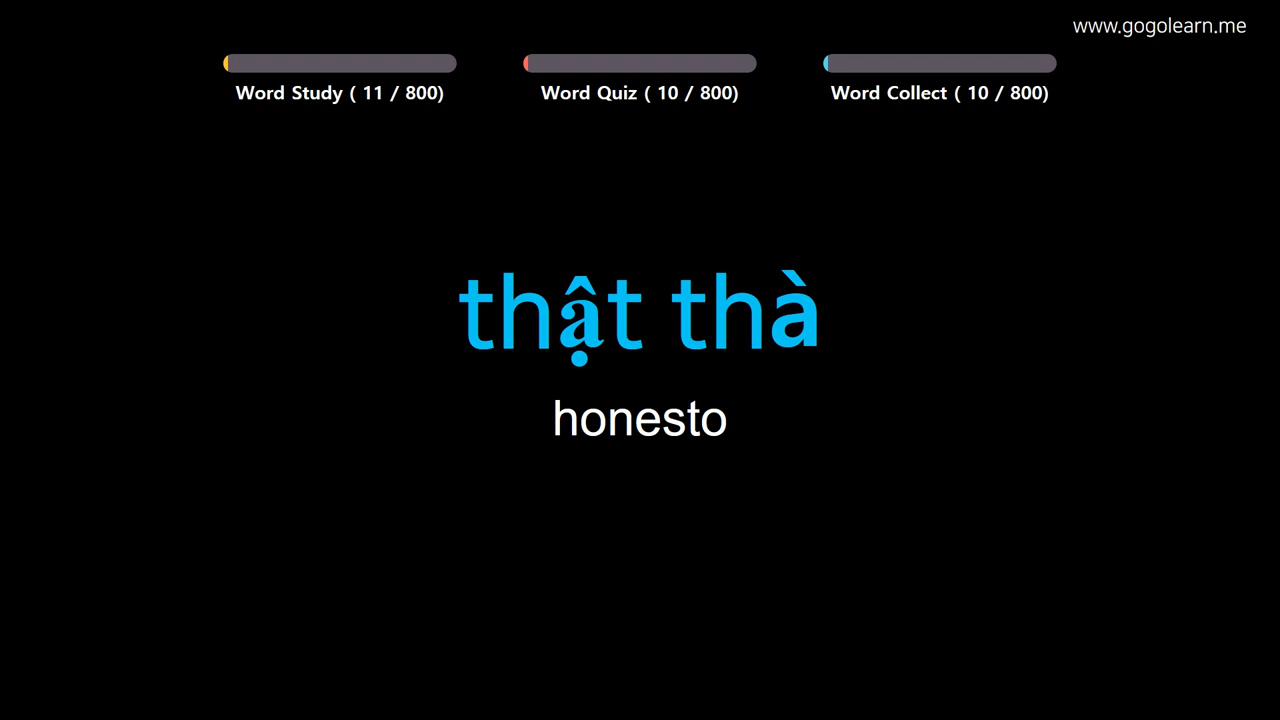 www.gogolearn.me
Word Study ( 11 / 800)
Word Quiz ( 10 / 800)
Word Collect ( 10 / 800)
thật thà
honesto